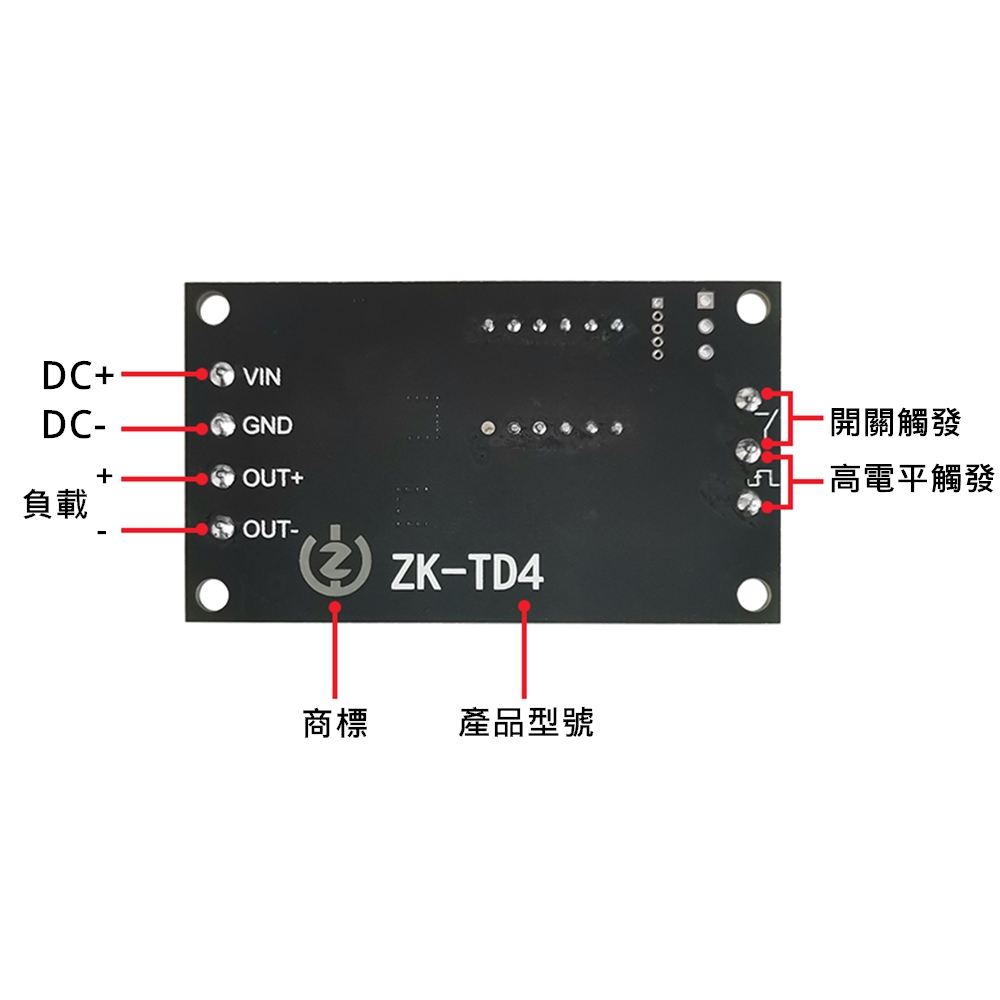 DC+
VIN
DC-
GND
+
OUT+
負載
-
OUT-
開關觸發
高電平觸發
ZK-TD4
商標
產品型號